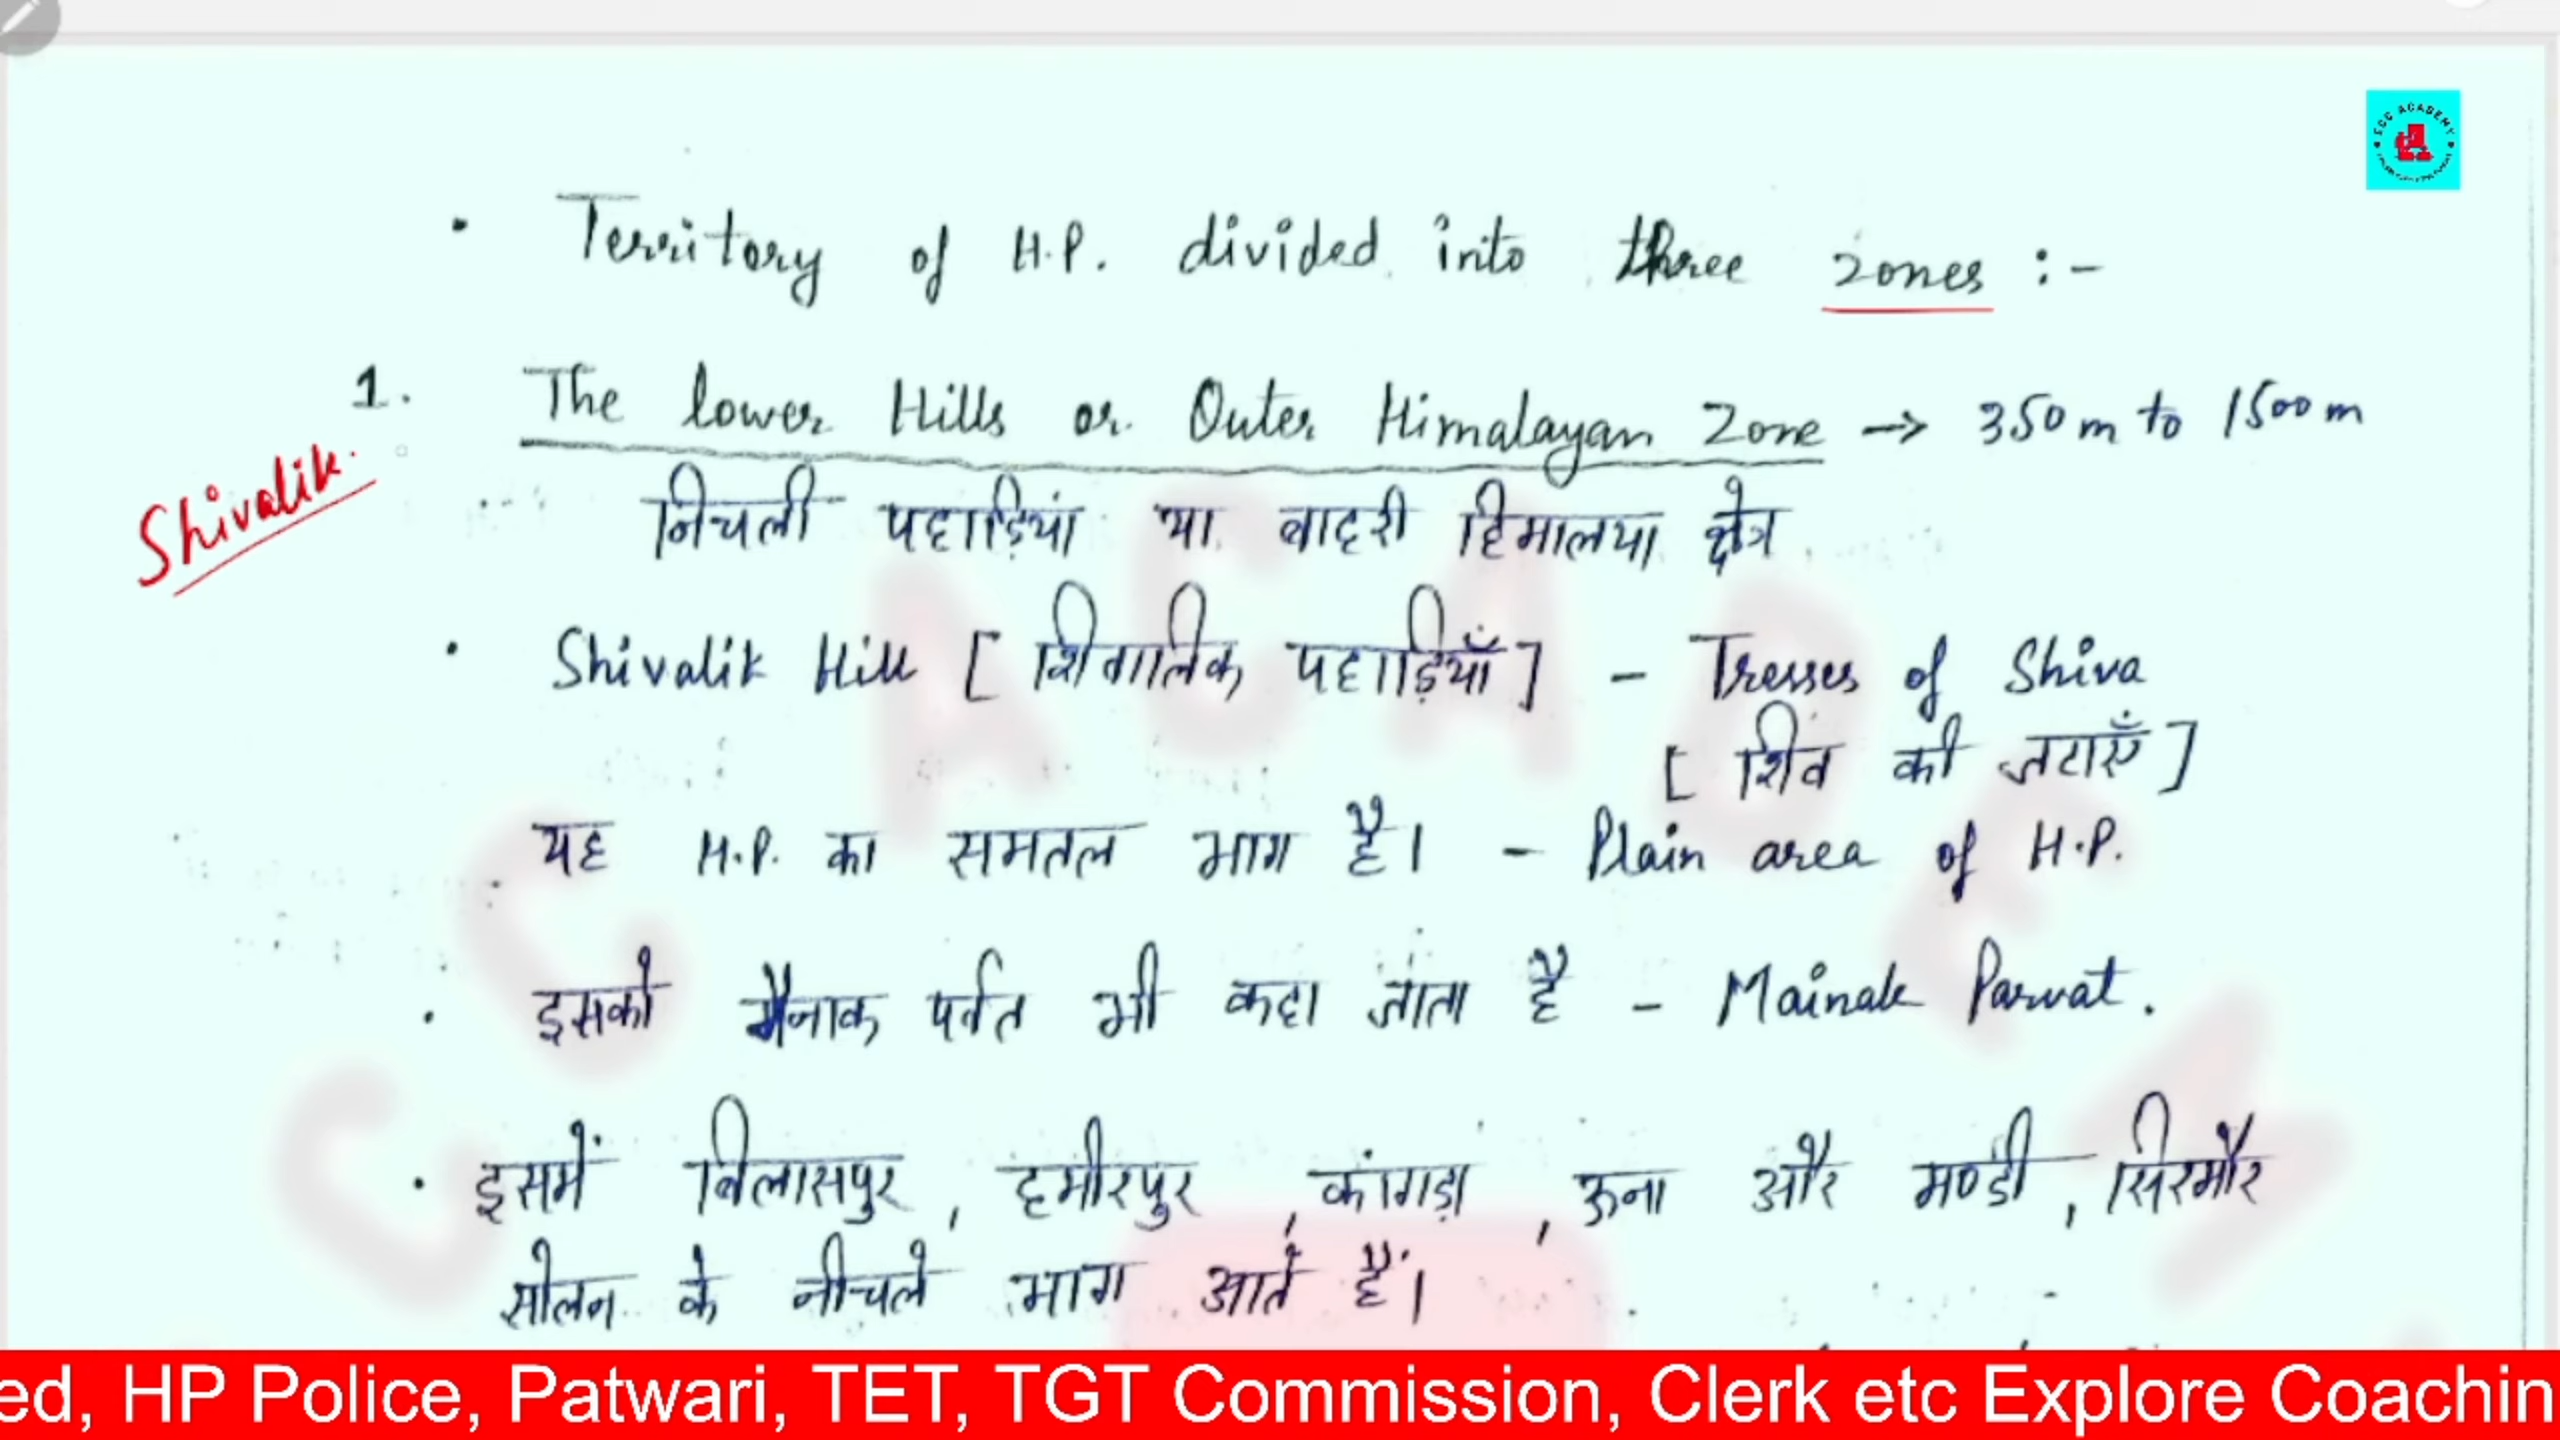 • Territory of H.P. divided into three zones :-
1. The lower Hills or Outer Himalayan Zone → 350m to 1500m
Shivalik.
निचली पहाड़ियां या बाहरी हिमालया क्षेत्र
• Shivalik Hill [ शिवालिक पहाड़ियाँ ] - Tresses of Shiva
[ शिव की जटाएँ ]
यह H.P. का समतल भाग है। - Plain area of H.P.
• इसको मैनाक पर्वत भी कहा जाता है - Mainak Parvat.
• इसमें बिलासपुर, हमीरपुर, कांगड़ा, ऊना और मण्डी, सिरमौर
सोलन के नीचले भाग आते हैं।
ed, HP Police, Patwari, TET, TGT Commission, Clerk etc Explore Coachin